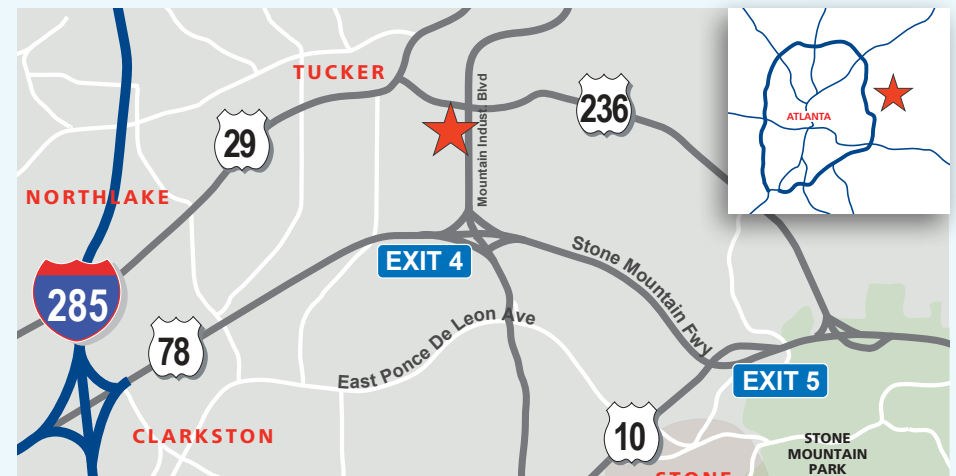 TUCKER
Mountain Indust. Blvd
236
ATLANTA
29
NORTHLAKE
EXIT 4
Stone Mountain Fwy
285
East Ponce De Leon Ave
78
EXIT 5
CLARKSTON
10
STONE
MOUNTAIN
PARK
STONE